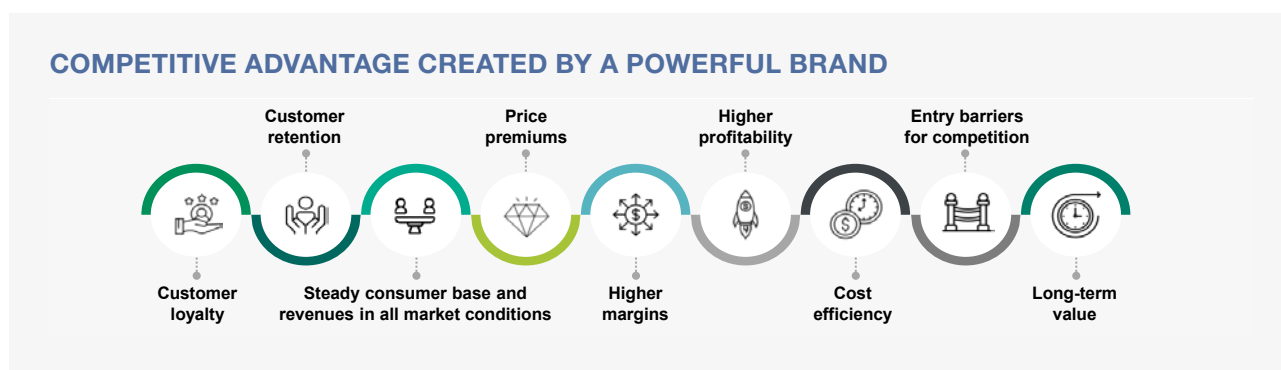 COMPETITIVE ADVANTAGE CREATED BY A POWERFUL BRAND
Customer
retention
Price
premiums
Higher
profitability
Entry barriers
for competition
Customer
loyalty
Steady consumer base and
revenues in all market conditions
Higher
margins
Cost
efficiency
Long-term
value